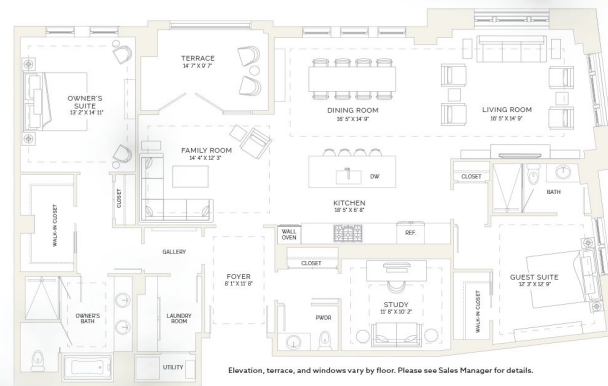 TERRACE
14' 7" X 9' 7"
OWNER'S
SUITE
13' 2" X 14' 11"
DINING ROOM
16' 5" X 14' 9"
LIVING ROOM
16' 5" X 14' 9"
FAMILY ROOM
14' 4" X 12' 3"
DW
CLOSET
CLOSET
BATH
WALK-IN CLOSET
KITCHEN
18' 5" X 6' 8"
WALL
OVEN
REF.
GALLERY
CLOSET
FOYER
8' 1" X 11' 8"
GUEST SUITE
12' 3" X 12' 9"
STUDY
11' 8" X 10' 2"
WALK-IN CLOSET
OWNER'S
BATH
LAUNDRY
ROOM
PWDR
UTILITY
Elevation, terrace, and windows vary by floor. Please see Sales Manager for details.